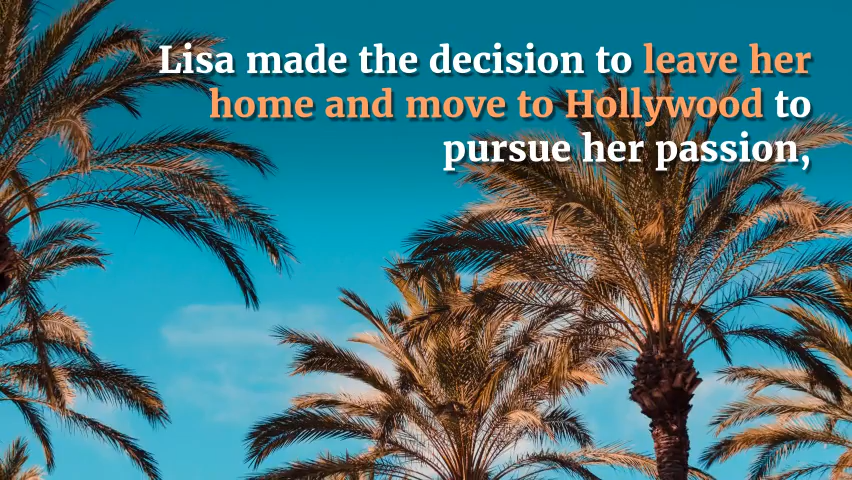 Lisa made the decision to leave her
home and move to Hollywood to
pursue her passion,